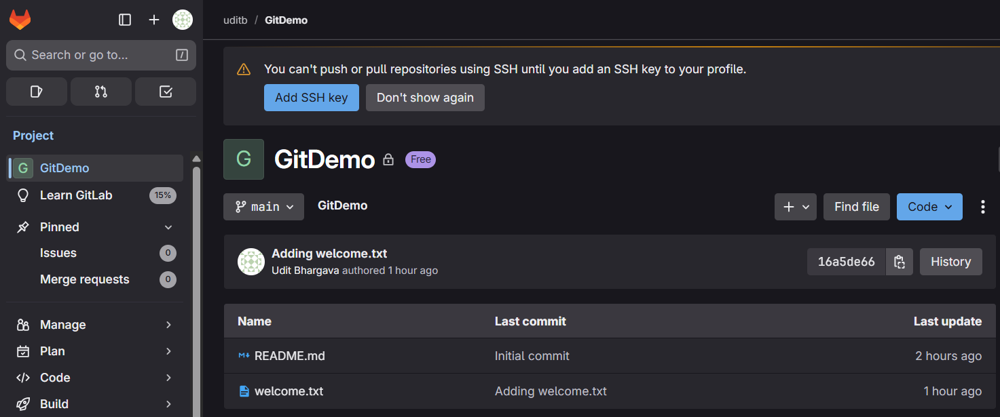 uditb / GitDemo
Search or go to... /
Project
G GitDemo
Learn GitLab 15%
Pinned
Issues 0
Merge requests 0
Manage
Plan
Code
Build
You can't push or pull repositories using SSH until you add an SSH key to your profile.
Add SSH key Don't show again
G GitDemo Free
main GitDemo Find file Code
Adding welcome.txt
Udit Bhargava authored 1 hour ago
16a5de66 History
Name Last commit Last update
README.md Initial commit 2 hours ago
welcome.txt Adding welcome.txt 1 hour ago